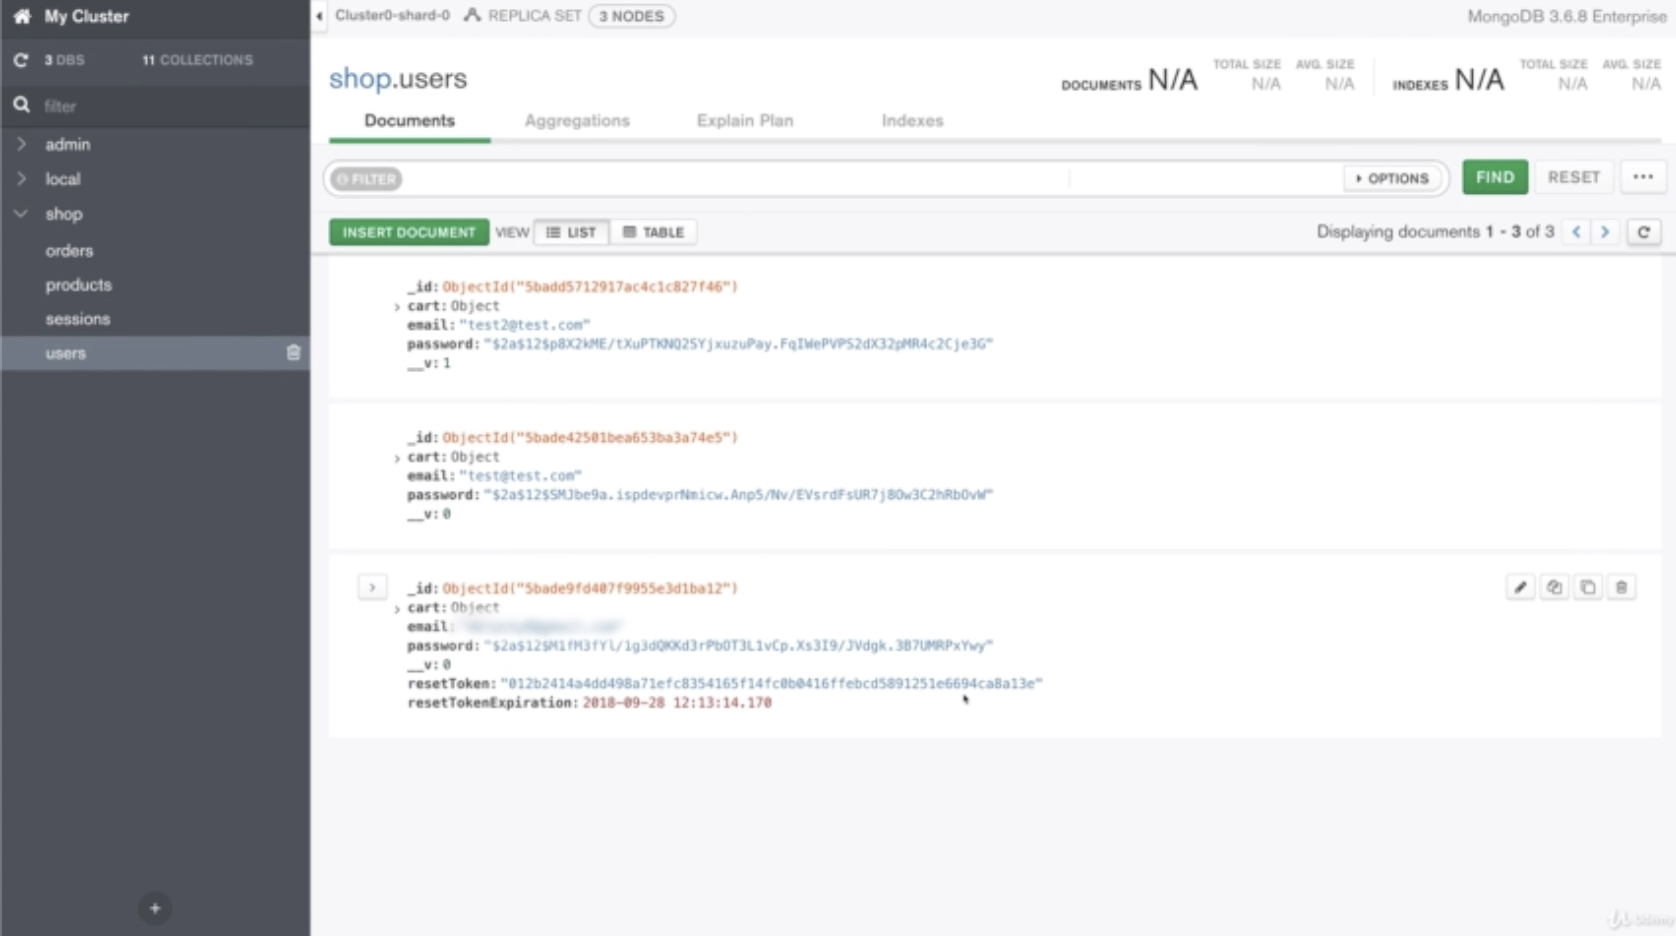 My Cluster
3 DBS 11 COLLECTIONS
filter
admin
local
shop
orders
products
sessions
users
Cluster0-shard-0 REPLICA SET 3 NODES
MongoDB 3.6.8 Enterprise
shop.users
DOCUMENTS N/A TOTAL SIZE N/A AVG. SIZE N/A INDEXES N/A TOTAL SIZE N/A AVG. SIZE N/A
Documents Aggregations Explain Plan Indexes
FILTER OPTIONS FIND RESET ...
INSERT DOCUMENT VIEW LIST TABLE Displaying documents 1 - 3 of 3
_id: ObjectId("5badd5712917ac4c1c827f46")
cart: Object
email: "test2@test.com"
password: "$2a$12$p8X2kME/tXuPTKNQ2SYjxuzuPay.FqIWePVPS2dX32pMR4c2Cje3G"
__v: 1
_id: ObjectId("5bade42501bea653ba3a74e5")
cart: Object
email: "test@test.com"
password: "$2a$12$SMJbe9a.ispdevprNmicw.Anp5/Nv/EVsrdFsUR7j8Ow3C2hRbOvW"
__v: 0
_id: ObjectId("5bade9fd407f9955e3d1ba12")
cart: Object
email:
password: "$2a$12$M1fM3fYl/1g3dQKKd3rPbOT3L1vCp.Xs3I9/JVdgk.3B7UMRPxYwy"
__v: 0
resetToken: "012b2414a4dd498a71efc8354165f14fc0b0416ffebcd5891251e6694ca8a13e"
resetTokenExpiration: 2018-09-28 12:13:14.170